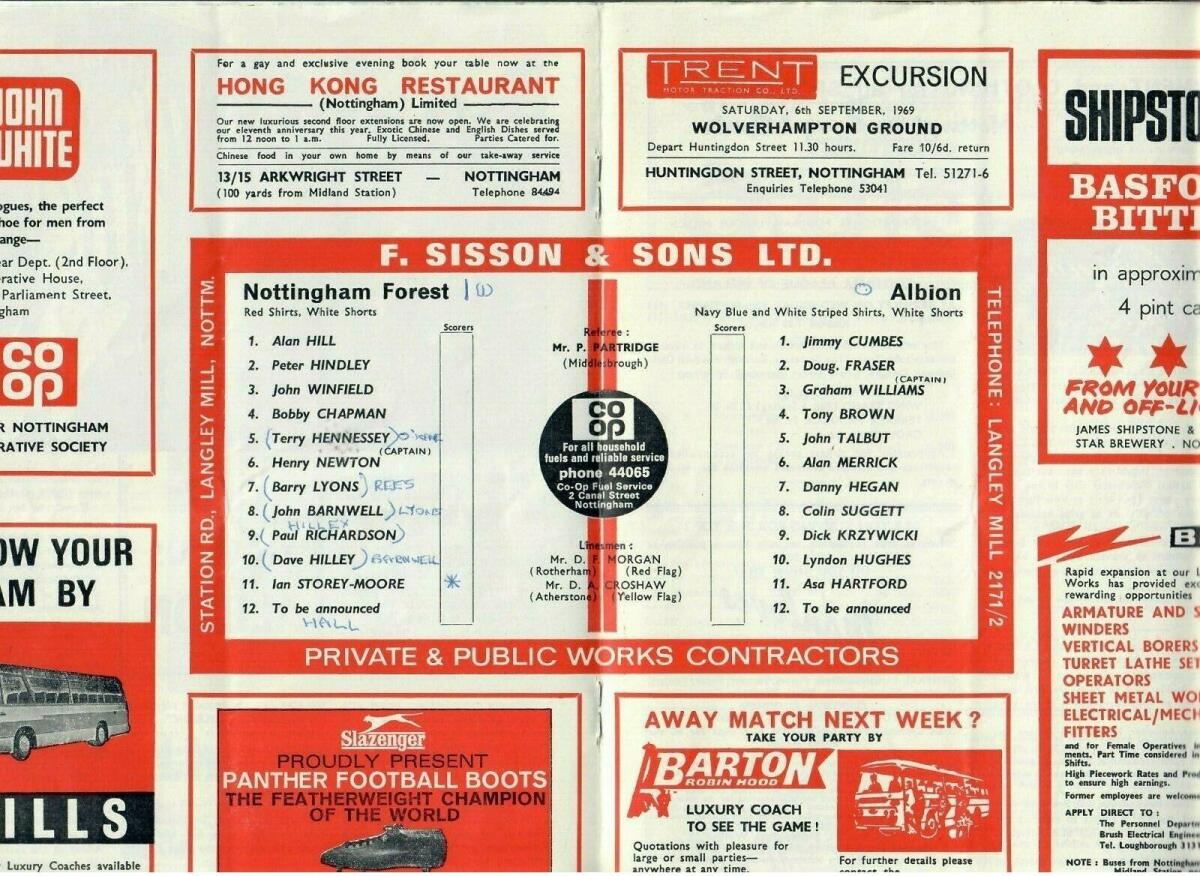 JOHN
WHITE
ogues, the perfect
hoe for men from
ange—
ear Dept. (2nd Floor),
erative House,
Parliament Street,
gham
CO
OP
R NOTTINGHAM
RATIVE SOCIETY
OW YOUR
AM BY
ILLS
Luxury Coaches available
For a gay and exclusive evening book your table now at the
HONG KONG RESTAURANT
(Nottingham) Limited
Our new luxurious second floor extensions are now open. We are celebrating
our eleventh anniversary this year. Exotic Chinese and English Dishes served
from 12 noon to 1 a.m. Fully Licensed. Parties Catered for.
Chinese food in your own home by means of our take-away service
13/15 ARKWRIGHT STREET — NOTTINGHAM
(100 yards from Midland Station) Telephone 84494
TRENT EXCURSION
MOTOR TRACTION CO., LTD.
SATURDAY, 6th SEPTEMBER, 1969
WOLVERHAMPTON GROUND
Depart Huntingdon Street 11.30 hours. Fare 10/6d. return
HUNTINGDON STREET, NOTTINGHAM Tel. 51271-6
Enquiries Telephone 53041
F. SISSON & SONS LTD.
STATION RD., LANGLEY MILL, NOTTM.
Nottingham Forest 1 (1)
Red Shirts, White Shorts
Scorers
1. Alan HILL
2. Peter HINDLEY
3. John WINFIELD
4. Bobby CHAPMAN
5. (Terry HENNESSEY) O'KANE
(CAPTAIN)
6. Henry NEWTON
7. (Barry LYONS) REES
8. (John BARNWELL) LYONS
HILLEY
9. (Paul RICHARDSON)
10. (Dave HILLEY) BARNWELL
11. Ian STOREY-MOORE *
12. To be announced
HALL
Referee :
Mr. P. PARTRIDGE
(Middlesbrough)
CO
OP
For all household
fuels and reliable service
phone 44065
Co-Op Fuel Service
2 Canal Street
Nottingham
Linesmen :
Mr. D. F. MORGAN
(Rotherham) (Red Flag)
Mr. D. A. CROSHAW
(Atherstone) (Yellow Flag)
0 Albion
Navy Blue and White Striped Shirts, White Shorts
Scorers
1. Jimmy CUMBES
2. Doug. FRASER
(CAPTAIN)
3. Graham WILLIAMS
4. Tony BROWN
5. John TALBUT
6. Alan MERRICK
7. Danny HEGAN
8. Colin SUGGETT
9. Dick KRZYWICKI
10. Lyndon HUGHES
11. Asa HARTFORD
12. To be announced
TELEPHONE: LANGLEY MILL 2171/2
PRIVATE & PUBLIC WORKS CONTRACTORS
Slazenger
PROUDLY PRESENT
PANTHER FOOTBALL BOOTS
THE FEATHERWEIGHT CHAMPION
OF THE WORLD
AWAY MATCH NEXT WEEK ?
TAKE YOUR PARTY BY
BARTON
ROBIN HOOD
LUXURY COACH
TO SEE THE GAME !
Quotations with pleasure for
large or small parties—
anywhere at any time.
For further details please
SHIPSTO
BASFO
BITT
in approxim
4 pint ca
FROM YOUR
AND OFF-LI
JAMES SHIPSTONE &
STAR BREWERY . NO
B
Rapid expansion at our
Works has provided exc
rewarding opportunities
ARMATURE AND S
WINDERS
VERTICAL BORERS
TURRET LATHE SET
OPERATORS
SHEET METAL WO
ELECTRICAL/MECH
FITTERS
and for Female Operatives in
ments. Part Time considered in
Shifts.
High Piecework Rates and Pro
to ensure high earnings.
Former employees are welcome
APPLY DIRECT TO :
The Personnel Departm
Brush Electrical Enginee
Tel. Loughborough 3131
NOTE : Buses from Nottingham
Midland Station